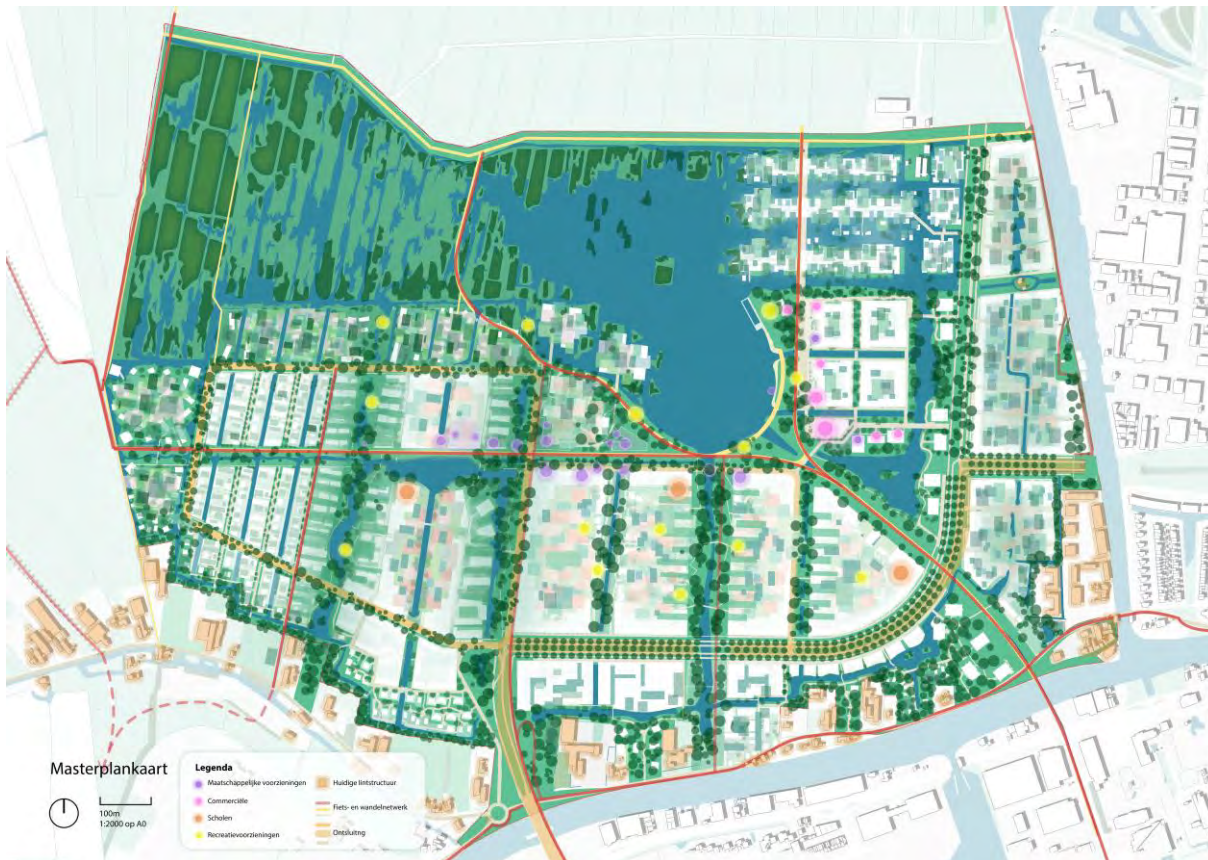 Masterplankaart
100m
1:2000 op A0
Legenda
Maatschappelijke voorzieningen
Commerciële
Scholen
Recreatievoorzieningen
Huidige lintstructuur
Fiets- en wandelnetwerk
Ontsluiting